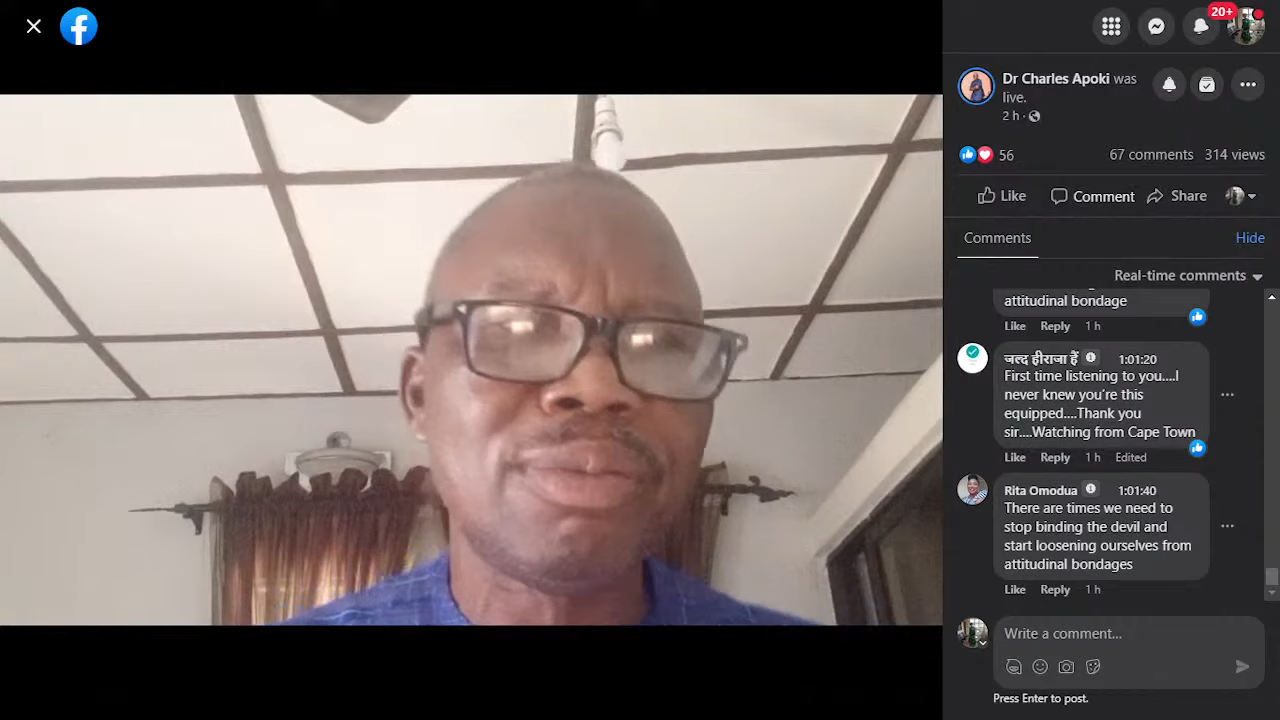 20+
Dr Charles Apoki was
live.
2 h ·
56
67 comments 314 views
Like Comment Share
Comments Hide
Real-time comments
attitudinal bondage
Like Reply 1 h
जल्द हीराजा हैं 1:01:20
First time listening to you....I
never knew you're this
equipped....Thank you
sir....Watching from Cape Town
Like Reply 1 h Edited
Rita Omodua 1:01:40
There are times we need to
stop binding the devil and
start loosening ourselves from
attitudinal bondages
Like Reply 1 h
Write a comment...
Press Enter to post.